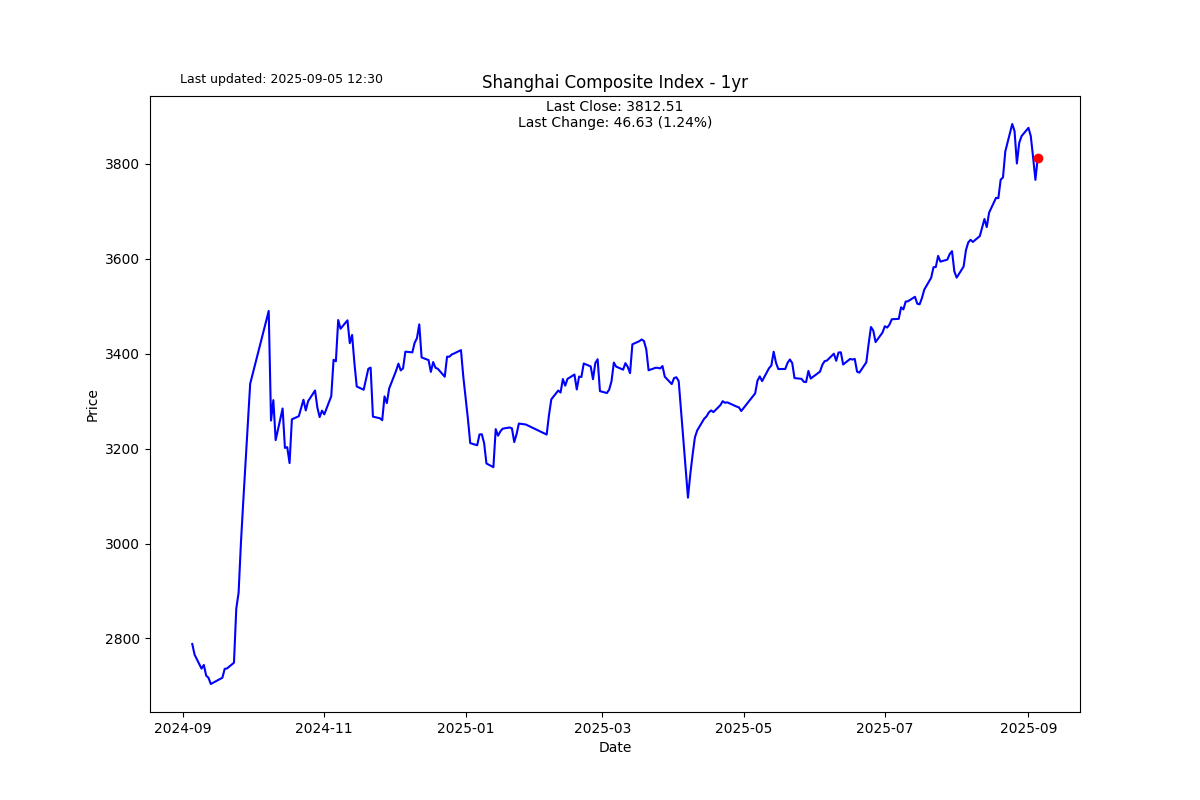 Last updated: 2025-09-05 12:30
Shanghai Composite Index - 1yr
Last Close: 3812.51
Last Change: 46.63 (1.24%)
Price
3800
3600
3400
3200
3000
2800
2024-09 2024-11 2025-01 2025-03 2025-05 2025-07 2025-09
Date